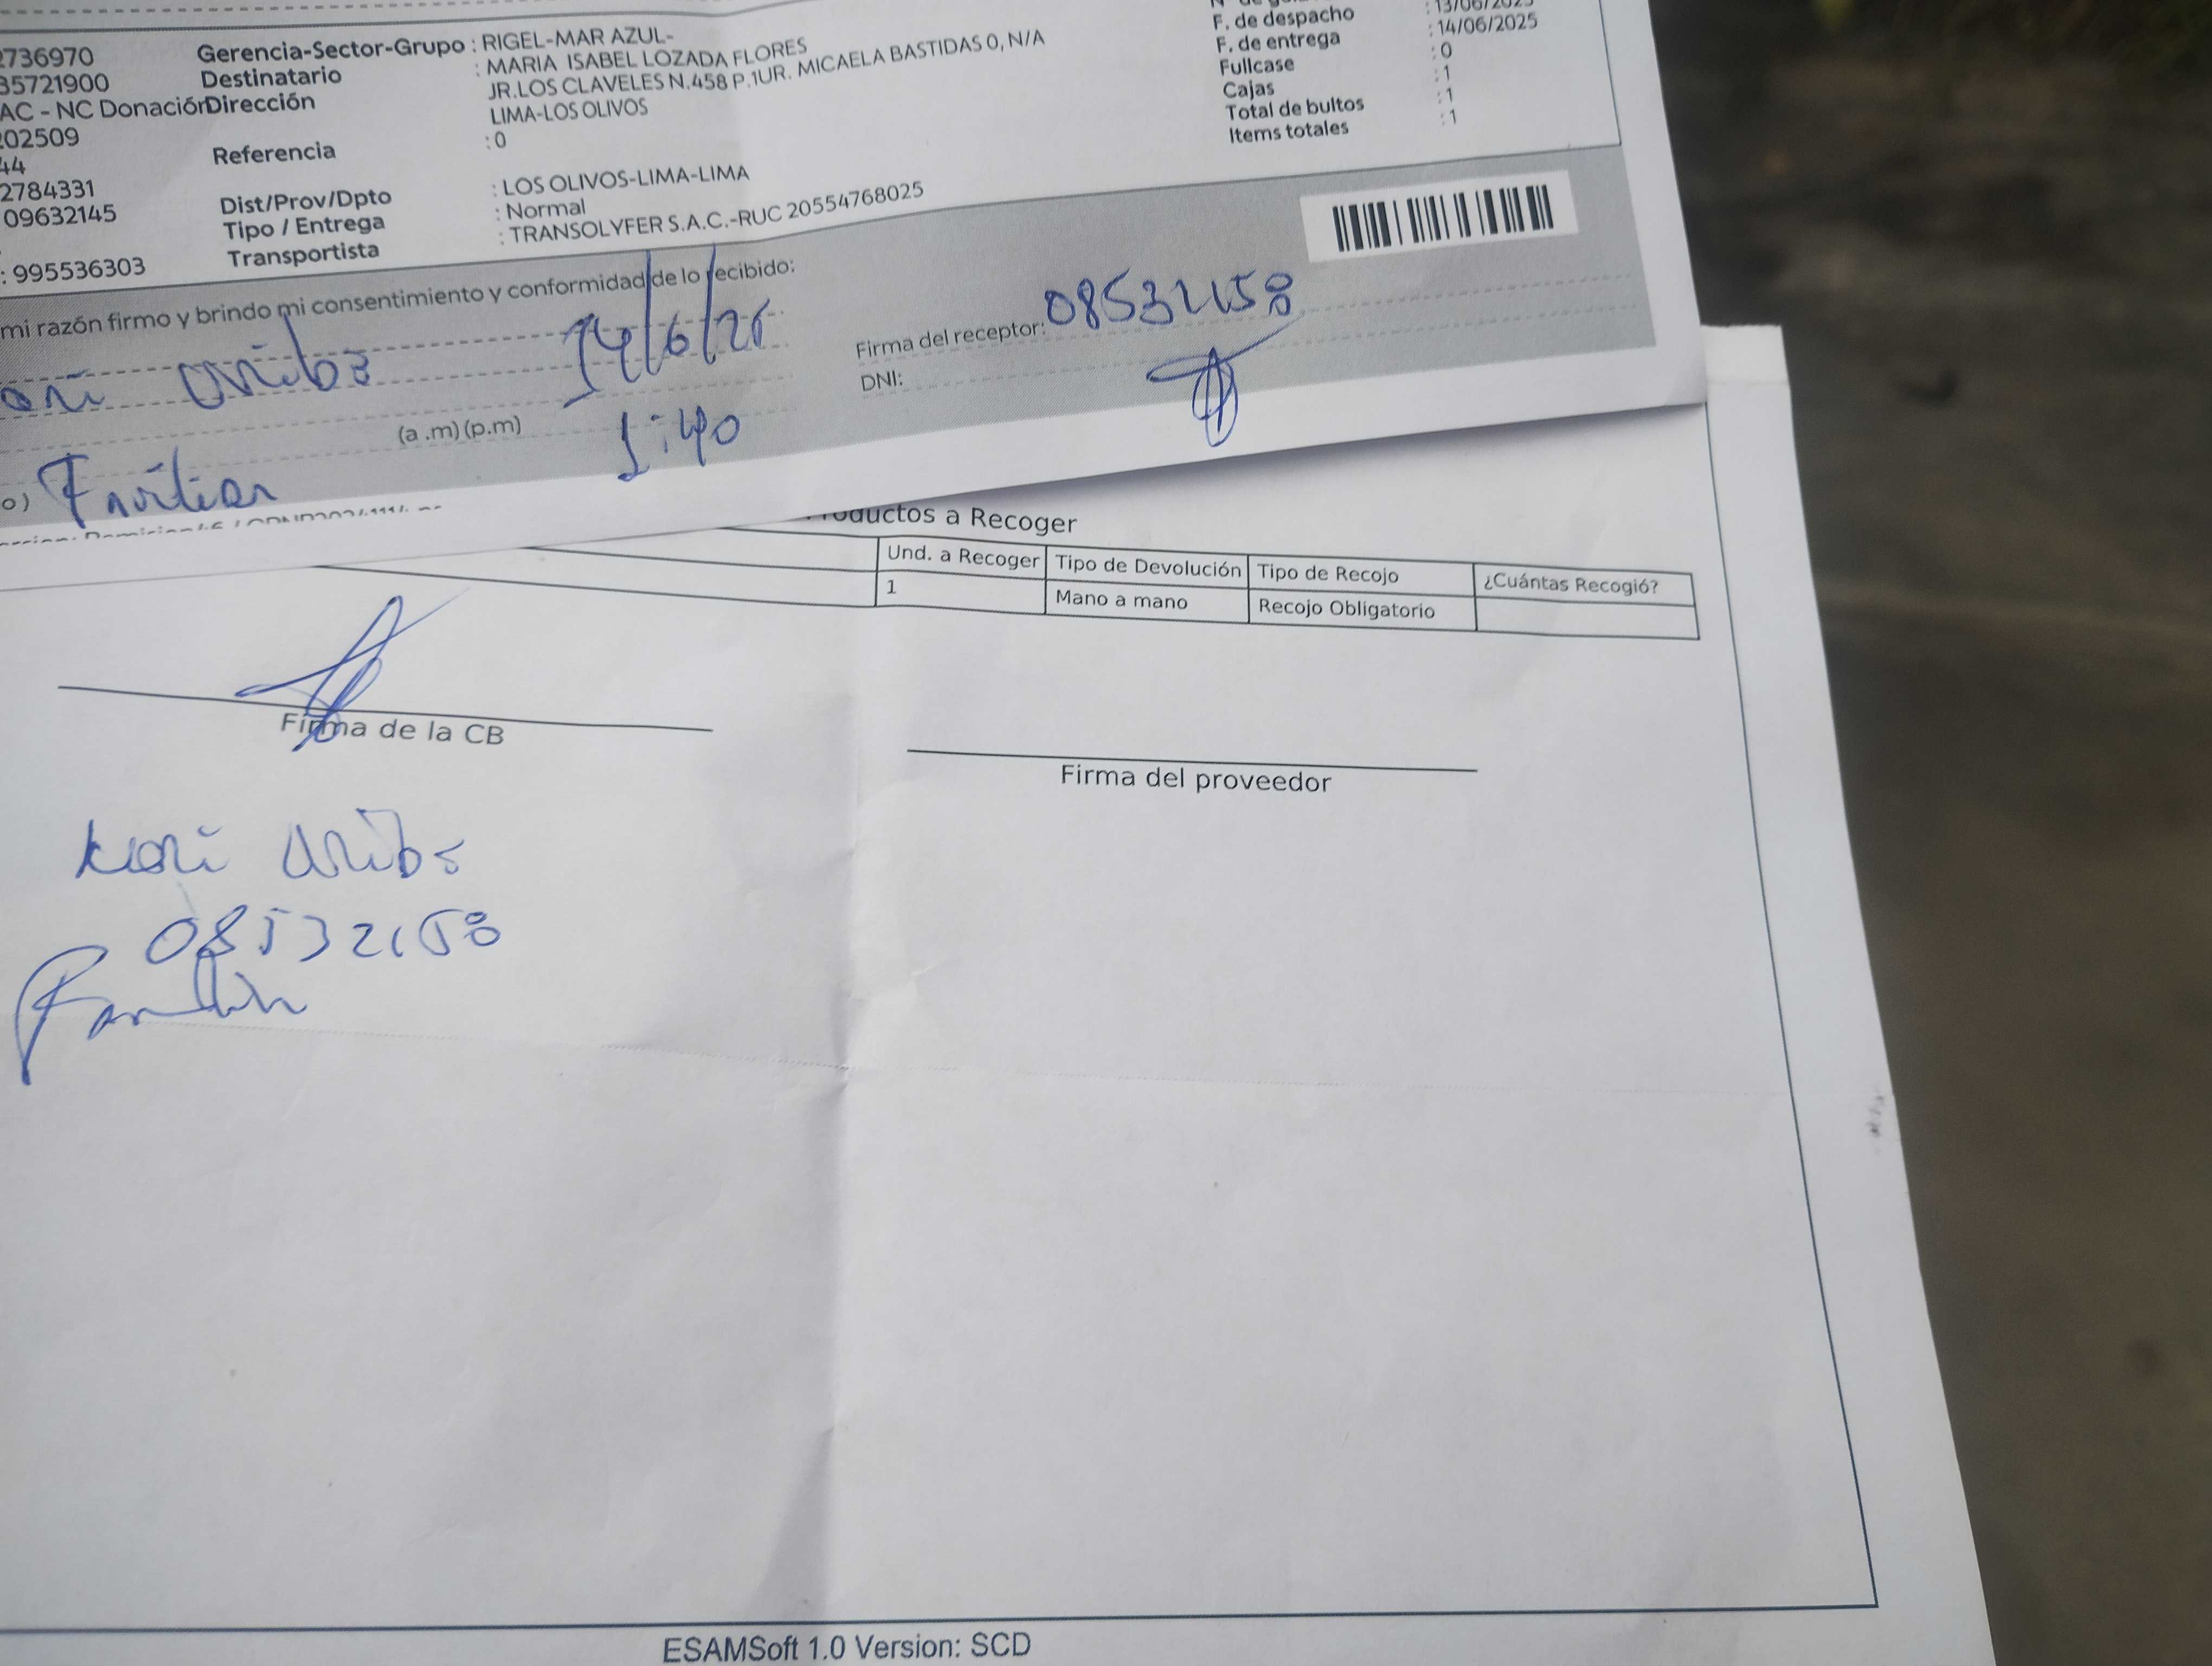 2736970 Gerencia-Sector-Grupo : RIGEL-MAR AZUL-
35721900 Destinatario : MARIA ISABEL LOZADA FLORES
AC - NC Donación Dirección JR.LOS CLAVELES N.458 P.1UR. MICAELA BASTIDAS 0, N/A
202509 LIMA-LOS OLIVOS
44 Referencia : 0
2784331 Dist/Prov/Dpto : LOS OLIVOS-LIMA-LIMA
09632145 Tipo / Entrega : Normal
: 995536303 Transportista : TRANSOLYFER S.A.C.-RUC 20554768025
: 13/06/2025
F. de despacho : 14/06/2025
F. de entrega : 0
Fullcase : 1
Cajas : 1
Total de bultos : 1
Items totales
mi razón firmo y brindo mi consentimiento y conformidad de lo recibido:
14/6/25
Firma del receptor: 08532158
DNI:
(a .m) (p.m) 1:40
o)
Productos a Recoger
Und. a Recoger Tipo de Devolución Tipo de Recojo ¿Cuántas Recogió?
1 Mano a mano Recojo Obligatorio
Firma de la CB
Firma del proveedor
08532158
ESAMSoft 1.0 Version: SCD